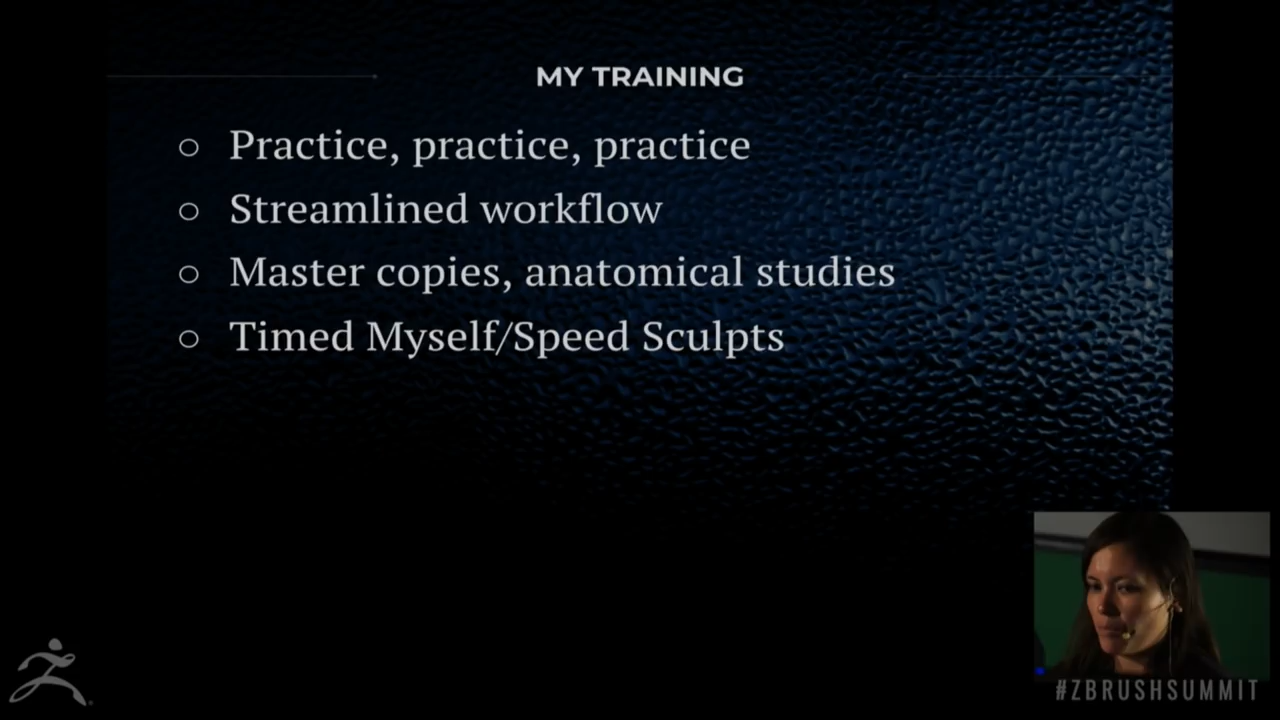 MY TRAINING
Practice, practice, practice
Streamlined workflow
Master copies, anatomical studies
Timed Myself/Speed Sculpts
#ZBRUSHSUMMIT